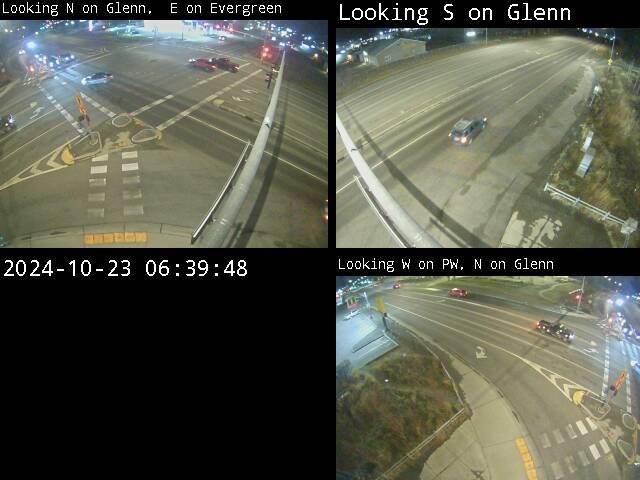 Looking N on Glenn,  E on Evergreen
Looking S on Glenn
2024-10-23 06:39:48
Looking W on PW, N on Glenn